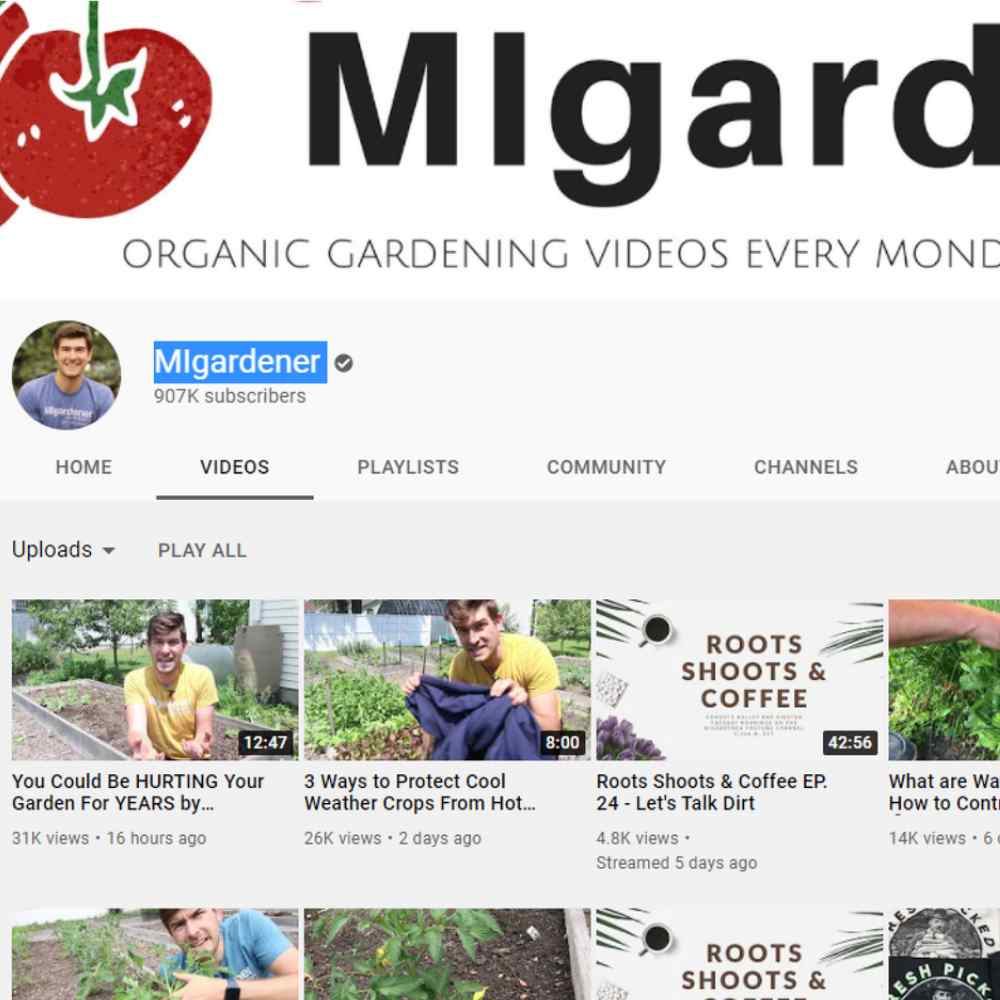 MIgard
ORGANIC GARDENING VIDEOS EVERY MOND
MIgardener
907K subscribers
HOME VIDEOS PLAYLISTS COMMUNITY CHANNELS ABOU
Uploads PLAY ALL
ROOTS
SHOOTS &
COFFEE
12:47 8:00 42:56
You Could Be HURTING Your
Garden For YEARS by...
31K views • 16 hours ago
3 Ways to Protect Cool
Weather Crops From Hot...
26K views • 2 days ago
Roots Shoots & Coffee EP.
24 - Let's Talk Dirt
4.8K views •
Streamed 5 days ago
What are Wa
How to Contr
14K views • 6
ROOTS
SHOOTS &
ESH PICK